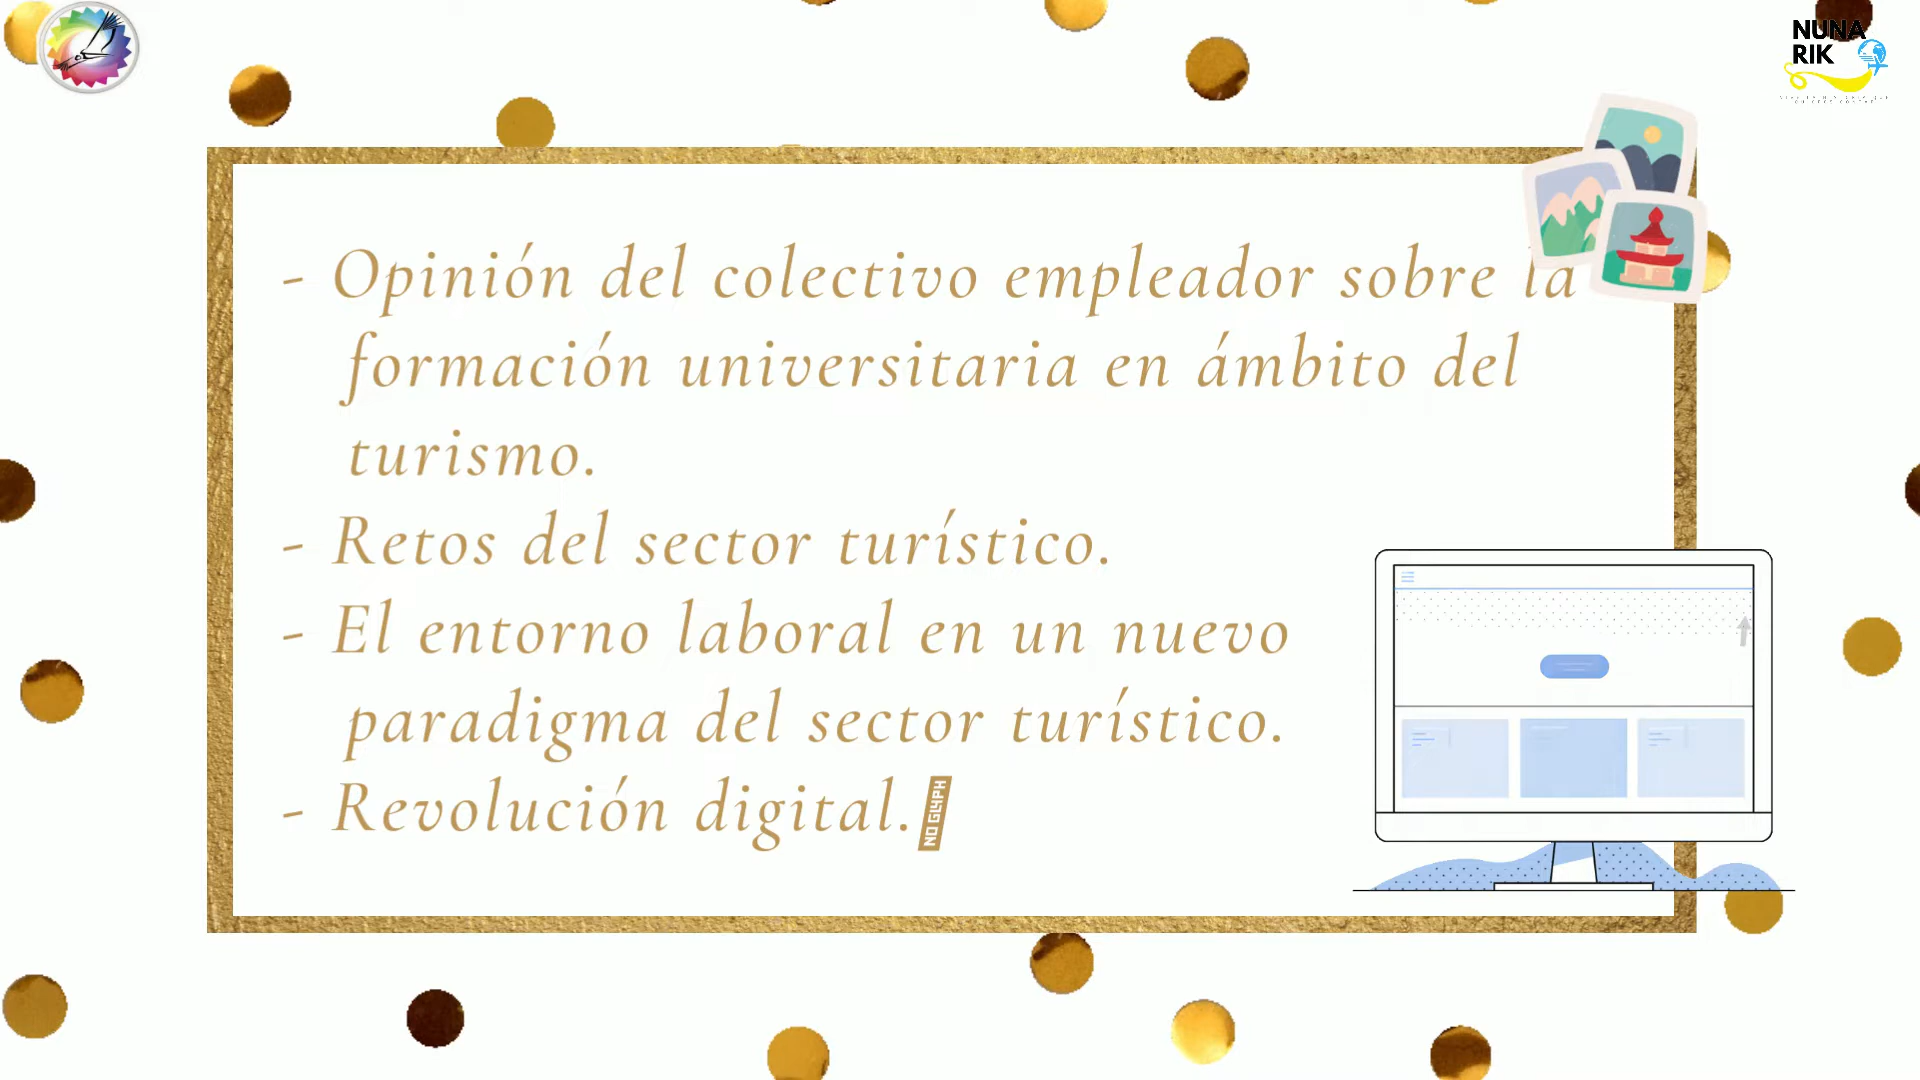 NUNA
RIK
- Opinión del colectivo empleador sobre la
formación universitaria en ámbito del
turismo.
- Retos del sector turístico.
- El entorno laboral en un nuevo
paradigma del sector turístico.
- Revolución digital.
NO GLYPH